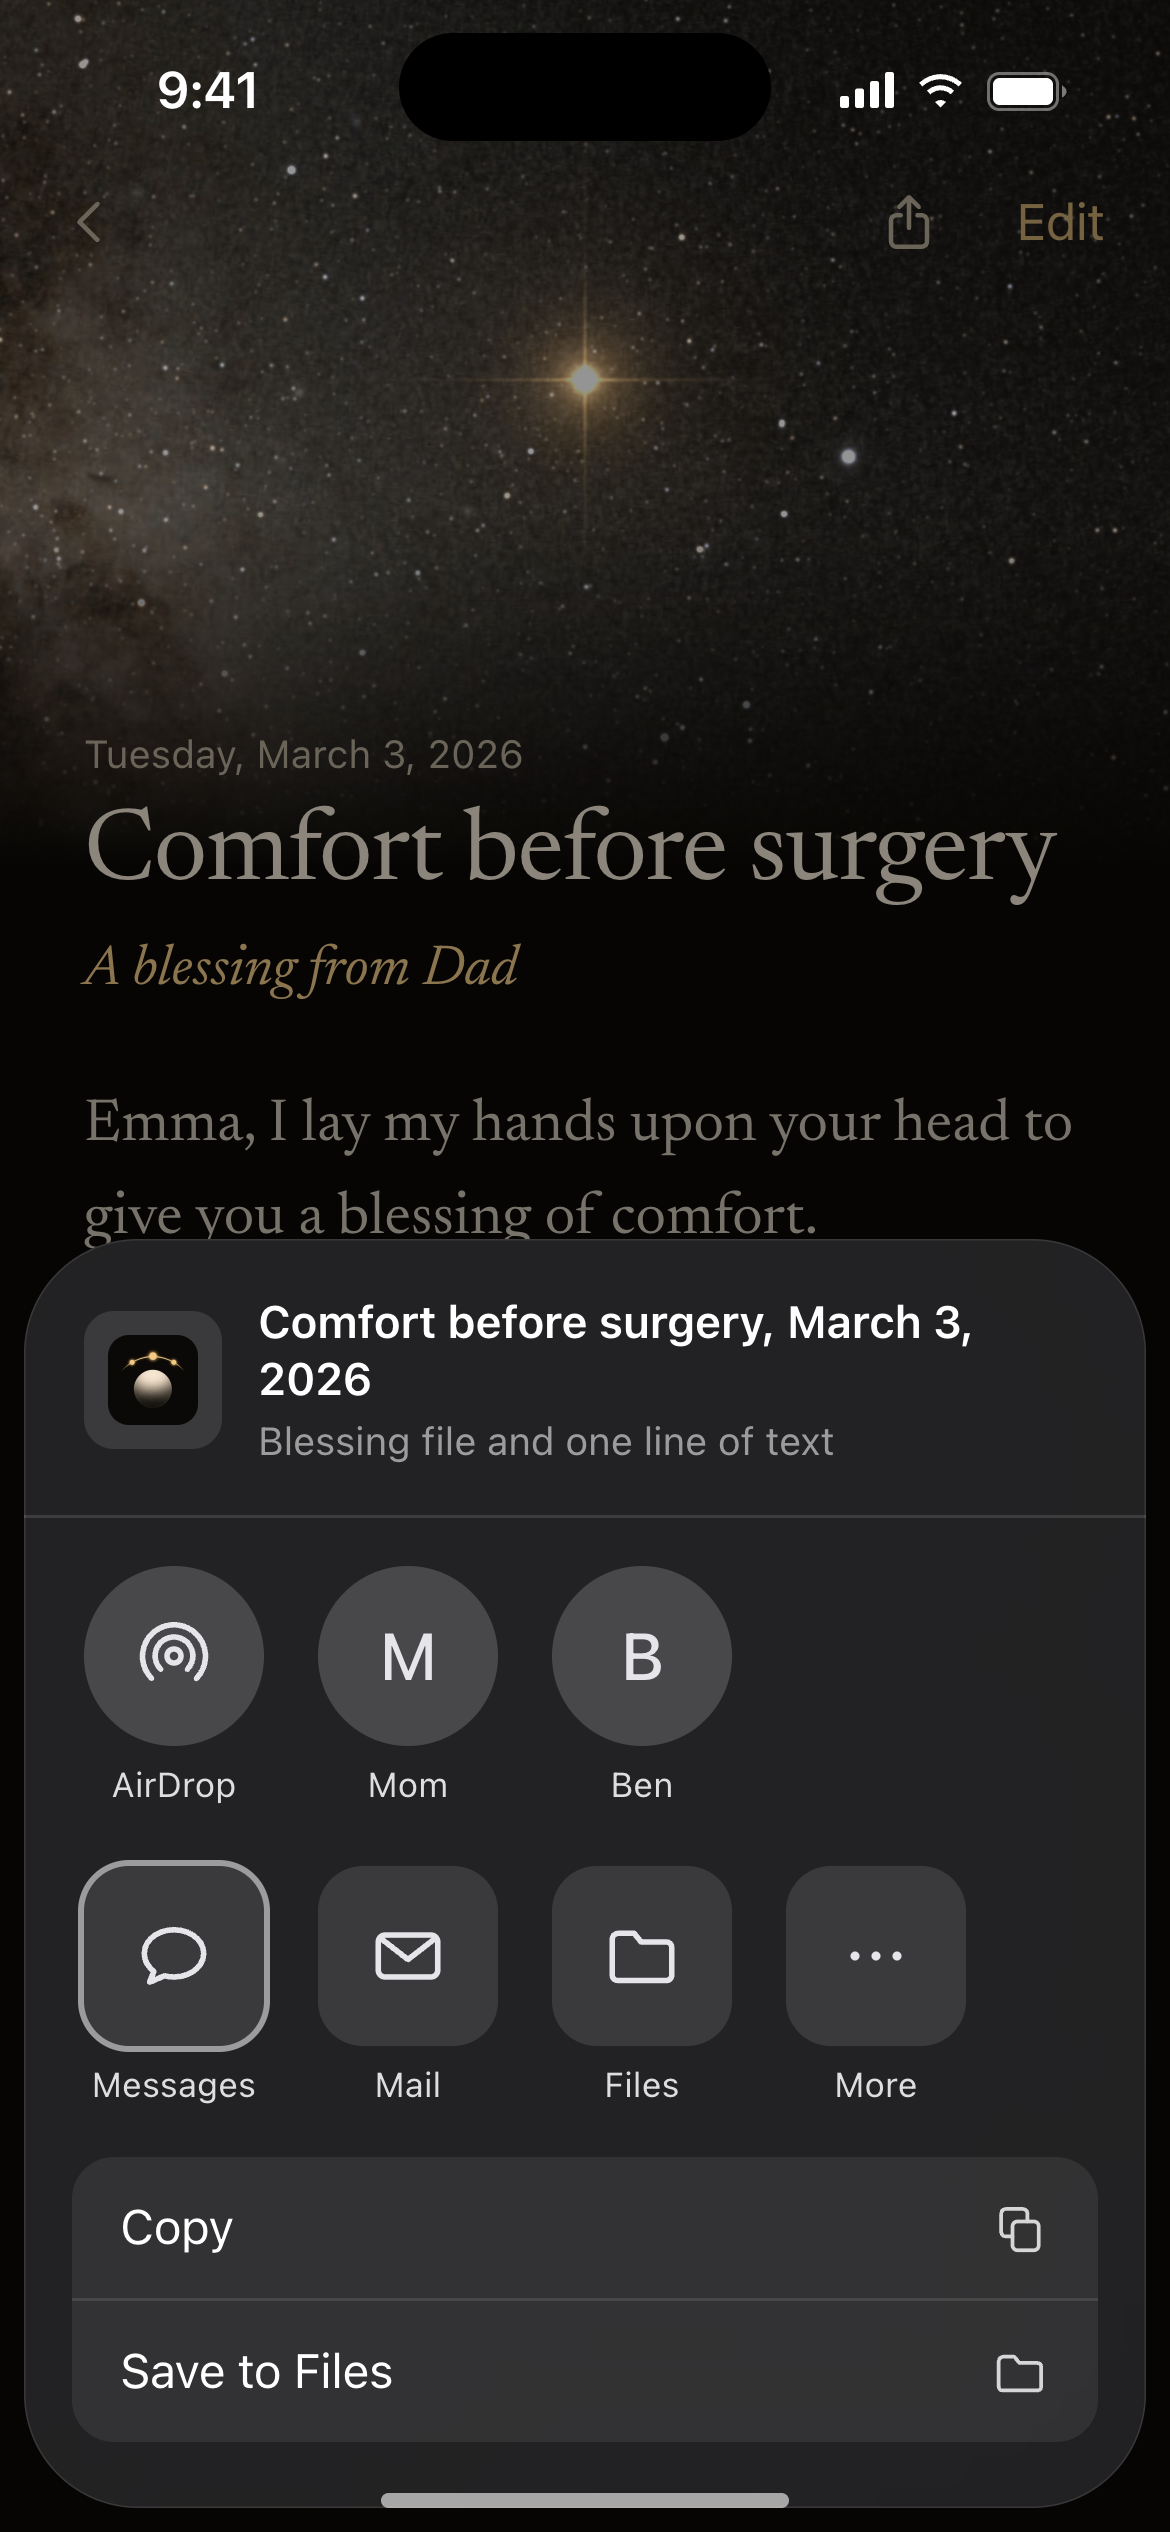 9:41
Edit
Tuesday, March 3, 2026
Comfort before surgery
A blessing from Dad
Emma, I lay my hands upon your head to
give you a blessing of comfort.
Comfort before surgery, March 3,
2026
Blessing file and one line of text
M
B
AirDrop
Mom
Ben
Messages
Mail
Files
More
Copy
Save to Files